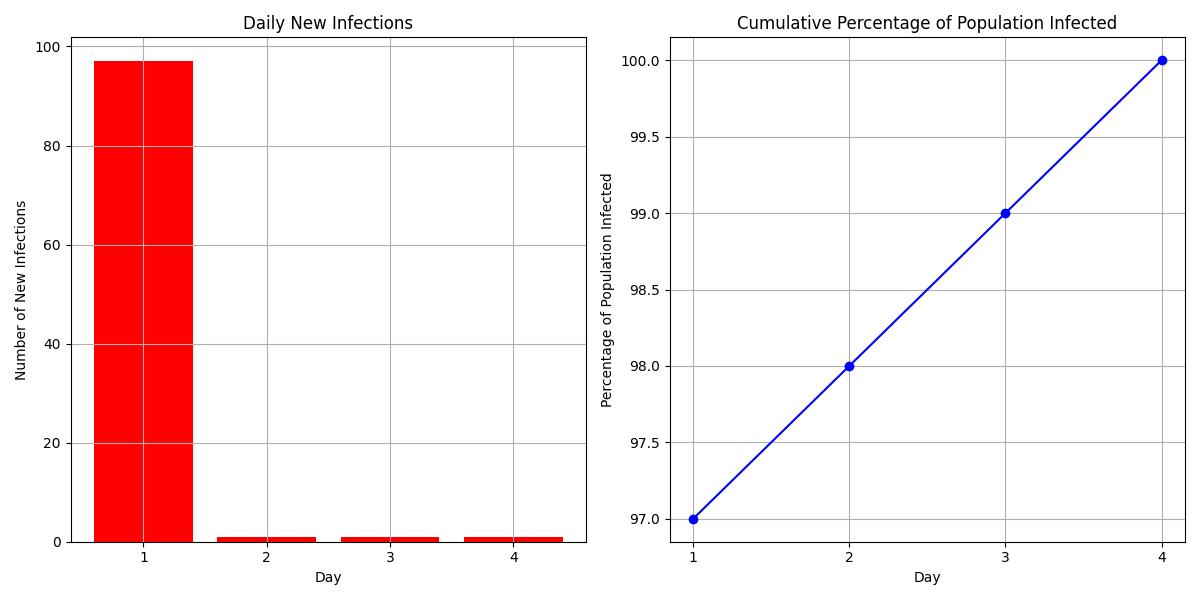 Daily New Infections
Number of New Infections
100
80
60
40
20
0
1 2 3 4
Day
Cumulative Percentage of Population Infected
Percentage of Population Infected
100.0
99.5
99.0
98.5
98.0
97.5
97.0
1 2 3 4
Day